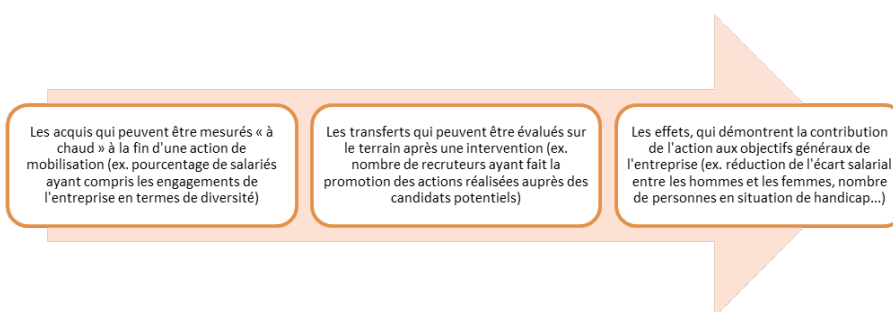 Les acquis qui peuvent être mesurés « à
chaud » à la fin d'une action de
mobilisation (ex. pourcentage de salariés
ayant compris les engagements de
l'entreprise en termes de diversité)
Les transferts qui peuvent être évalués sur
le terrain après une intervention (ex.
nombre de recruteurs ayant fait la
promotion des actions réalisées auprès des
candidats potentiels)
Les effets, qui démontrent la contribution
de l'action aux objectifs généraux de
l'entreprise (ex. réduction de l'écart salarial
entre les hommes et les femmes, nombre
de personnes en situation de handicap...)